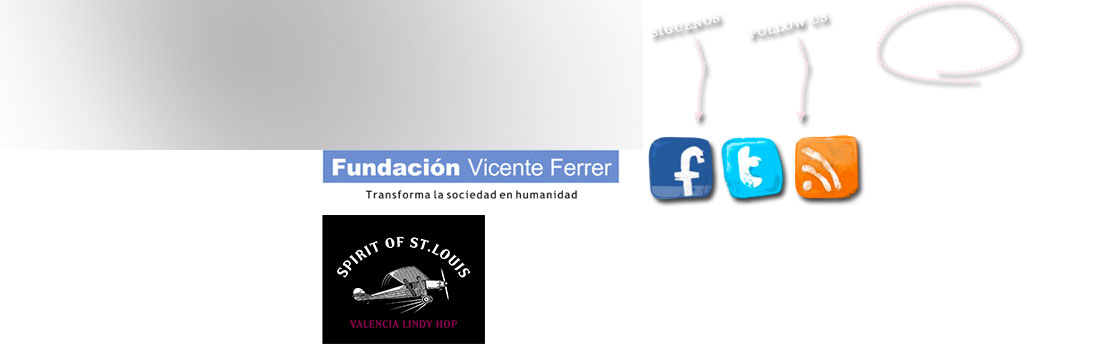 SÍGUENOS
FOLLOW US
Fundación Vicente Ferrer
Transforma la sociedad en humanidad
SPIRIT OF ST.LOUIS
VALENCIA LINDY HOP